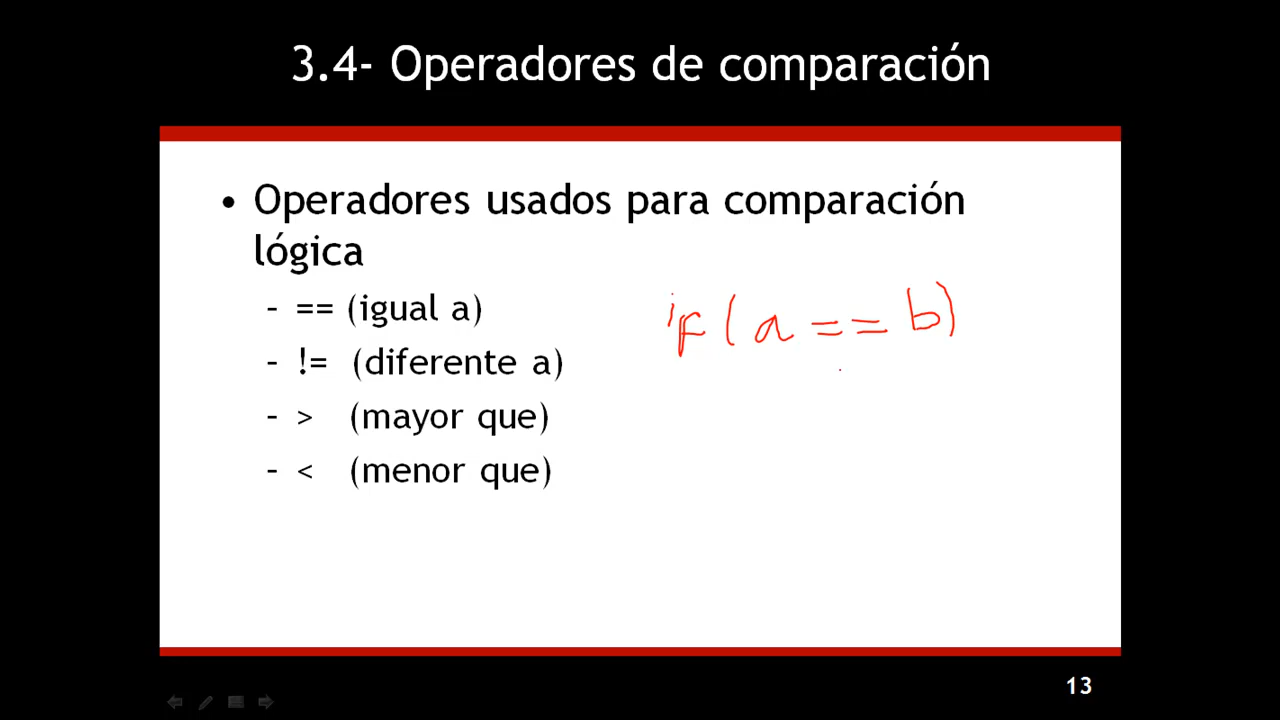 3.4- Operadores de comparación
• Operadores usados para comparación
lógica
- == (igual a)
if ( a == b)
- != (diferente a)
- > (mayor que)
- < (menor que)
13